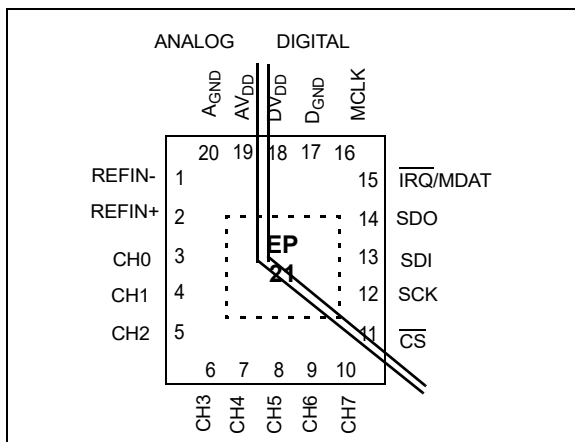 ANALOG DIGITAL
AGND AVDD DVDD DGND MCLK
20 19 18 17 16
REFIN- 1 15 IRQ/MDAT
REFIN+ 2 14 SDO
EP
CH0 3 13 SDI
21
CH1 4 12 SCK
CH2 5 11 CS
6 7 8 9 10
CH3 CH4 CH5 CH6 CH7